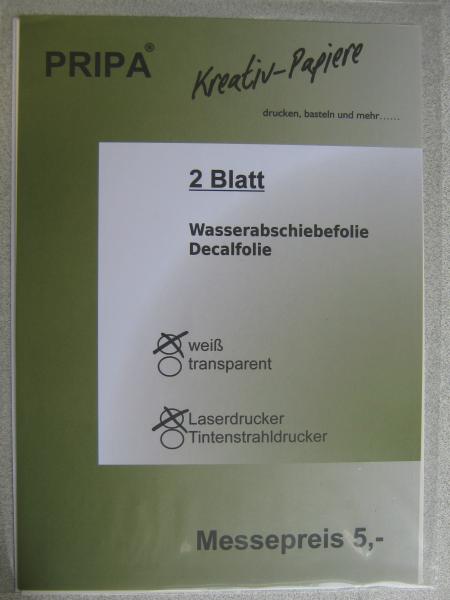 PRIPA®
Kreativ-Papiere
drucken, basteln und mehr......
2 Blatt
Wasserabschiebefolie
Decalfolie
weiß
transparent
Laserdrucker
Tintenstrahldrucker
Messepreis 5,-